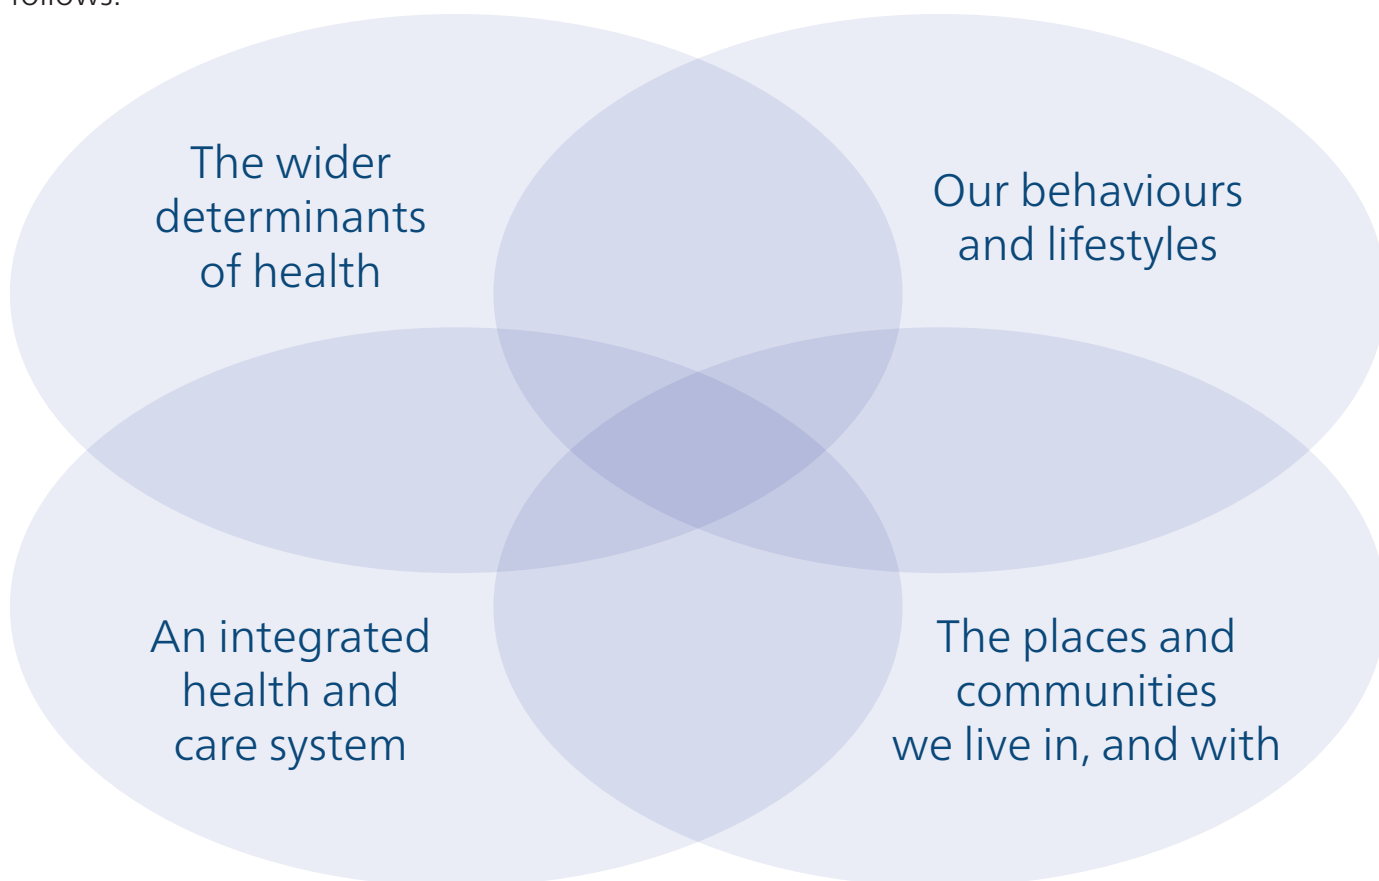 follows:
The wider
determinants
of health
Our behaviours
and lifestyles
An integrated
health and
care system
The places and
communities
we live in, and with